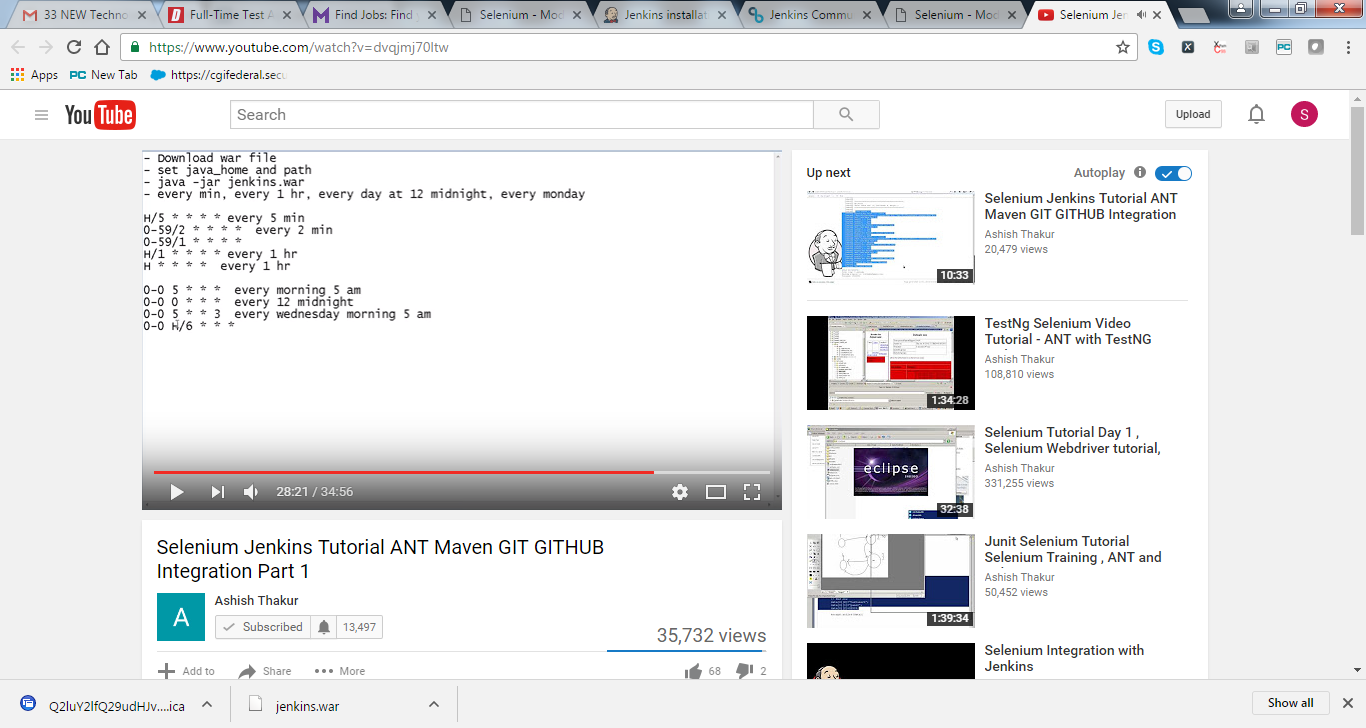 33 NEW Techno
Full-Time Test A
Find Jobs: Find
Selenium - Mod
Jenkins installat
Jenkins Commu
Selenium - Mod
Selenium Jen
https://www.youtube.com/watch?v=dvqjmj70Itw
Apps
PC New Tab
https://cgifederal.secu
YouTube
Search
Upload
S
- Download war file
- set java_home and path
- java -jar jenkins.war
- every min, every 1 hr, every day at 12 midnight, every monday
H/5 * * * * every 5 min
0-59/2 * * * *  every 2 min
0-59/1 * * * *
H/1 * * * * every 1 hr
H * * * *  every 1 hr
0-0 5 * * *  every morning 5 am
0-0 0 * * *  every 12 midnight
0-0 5 * * 3  every wednesday morning 5 am
0-0 H/6 * * *
28:21 / 34:56
Selenium Jenkins Tutorial ANT Maven GIT GITHUB
Integration Part 1
A
Ashish Thakur
Subscribed
13,497
35,732 views
Add to
Share
More
68
2
Up next
Autoplay
Selenium Jenkins Tutorial ANT
Maven GIT GITHUB Integration
Ashish Thakur
20,479 views
10:33
TestNg Selenium Video
Tutorial - ANT with TestNG
Ashish Thakur
108,810 views
1:34:28
Selenium Tutorial Day 1 ,
Selenium Webdriver tutorial,
Ashish Thakur
331,255 views
eclipse
32:38
Junit Selenium Tutorial
Selenium Training , ANT and
Ashish Thakur
50,452 views
1:39:34
Selenium Integration with
Jenkins
Q2luY2lfQ29udHJv....ica
jenkins.war
Show all